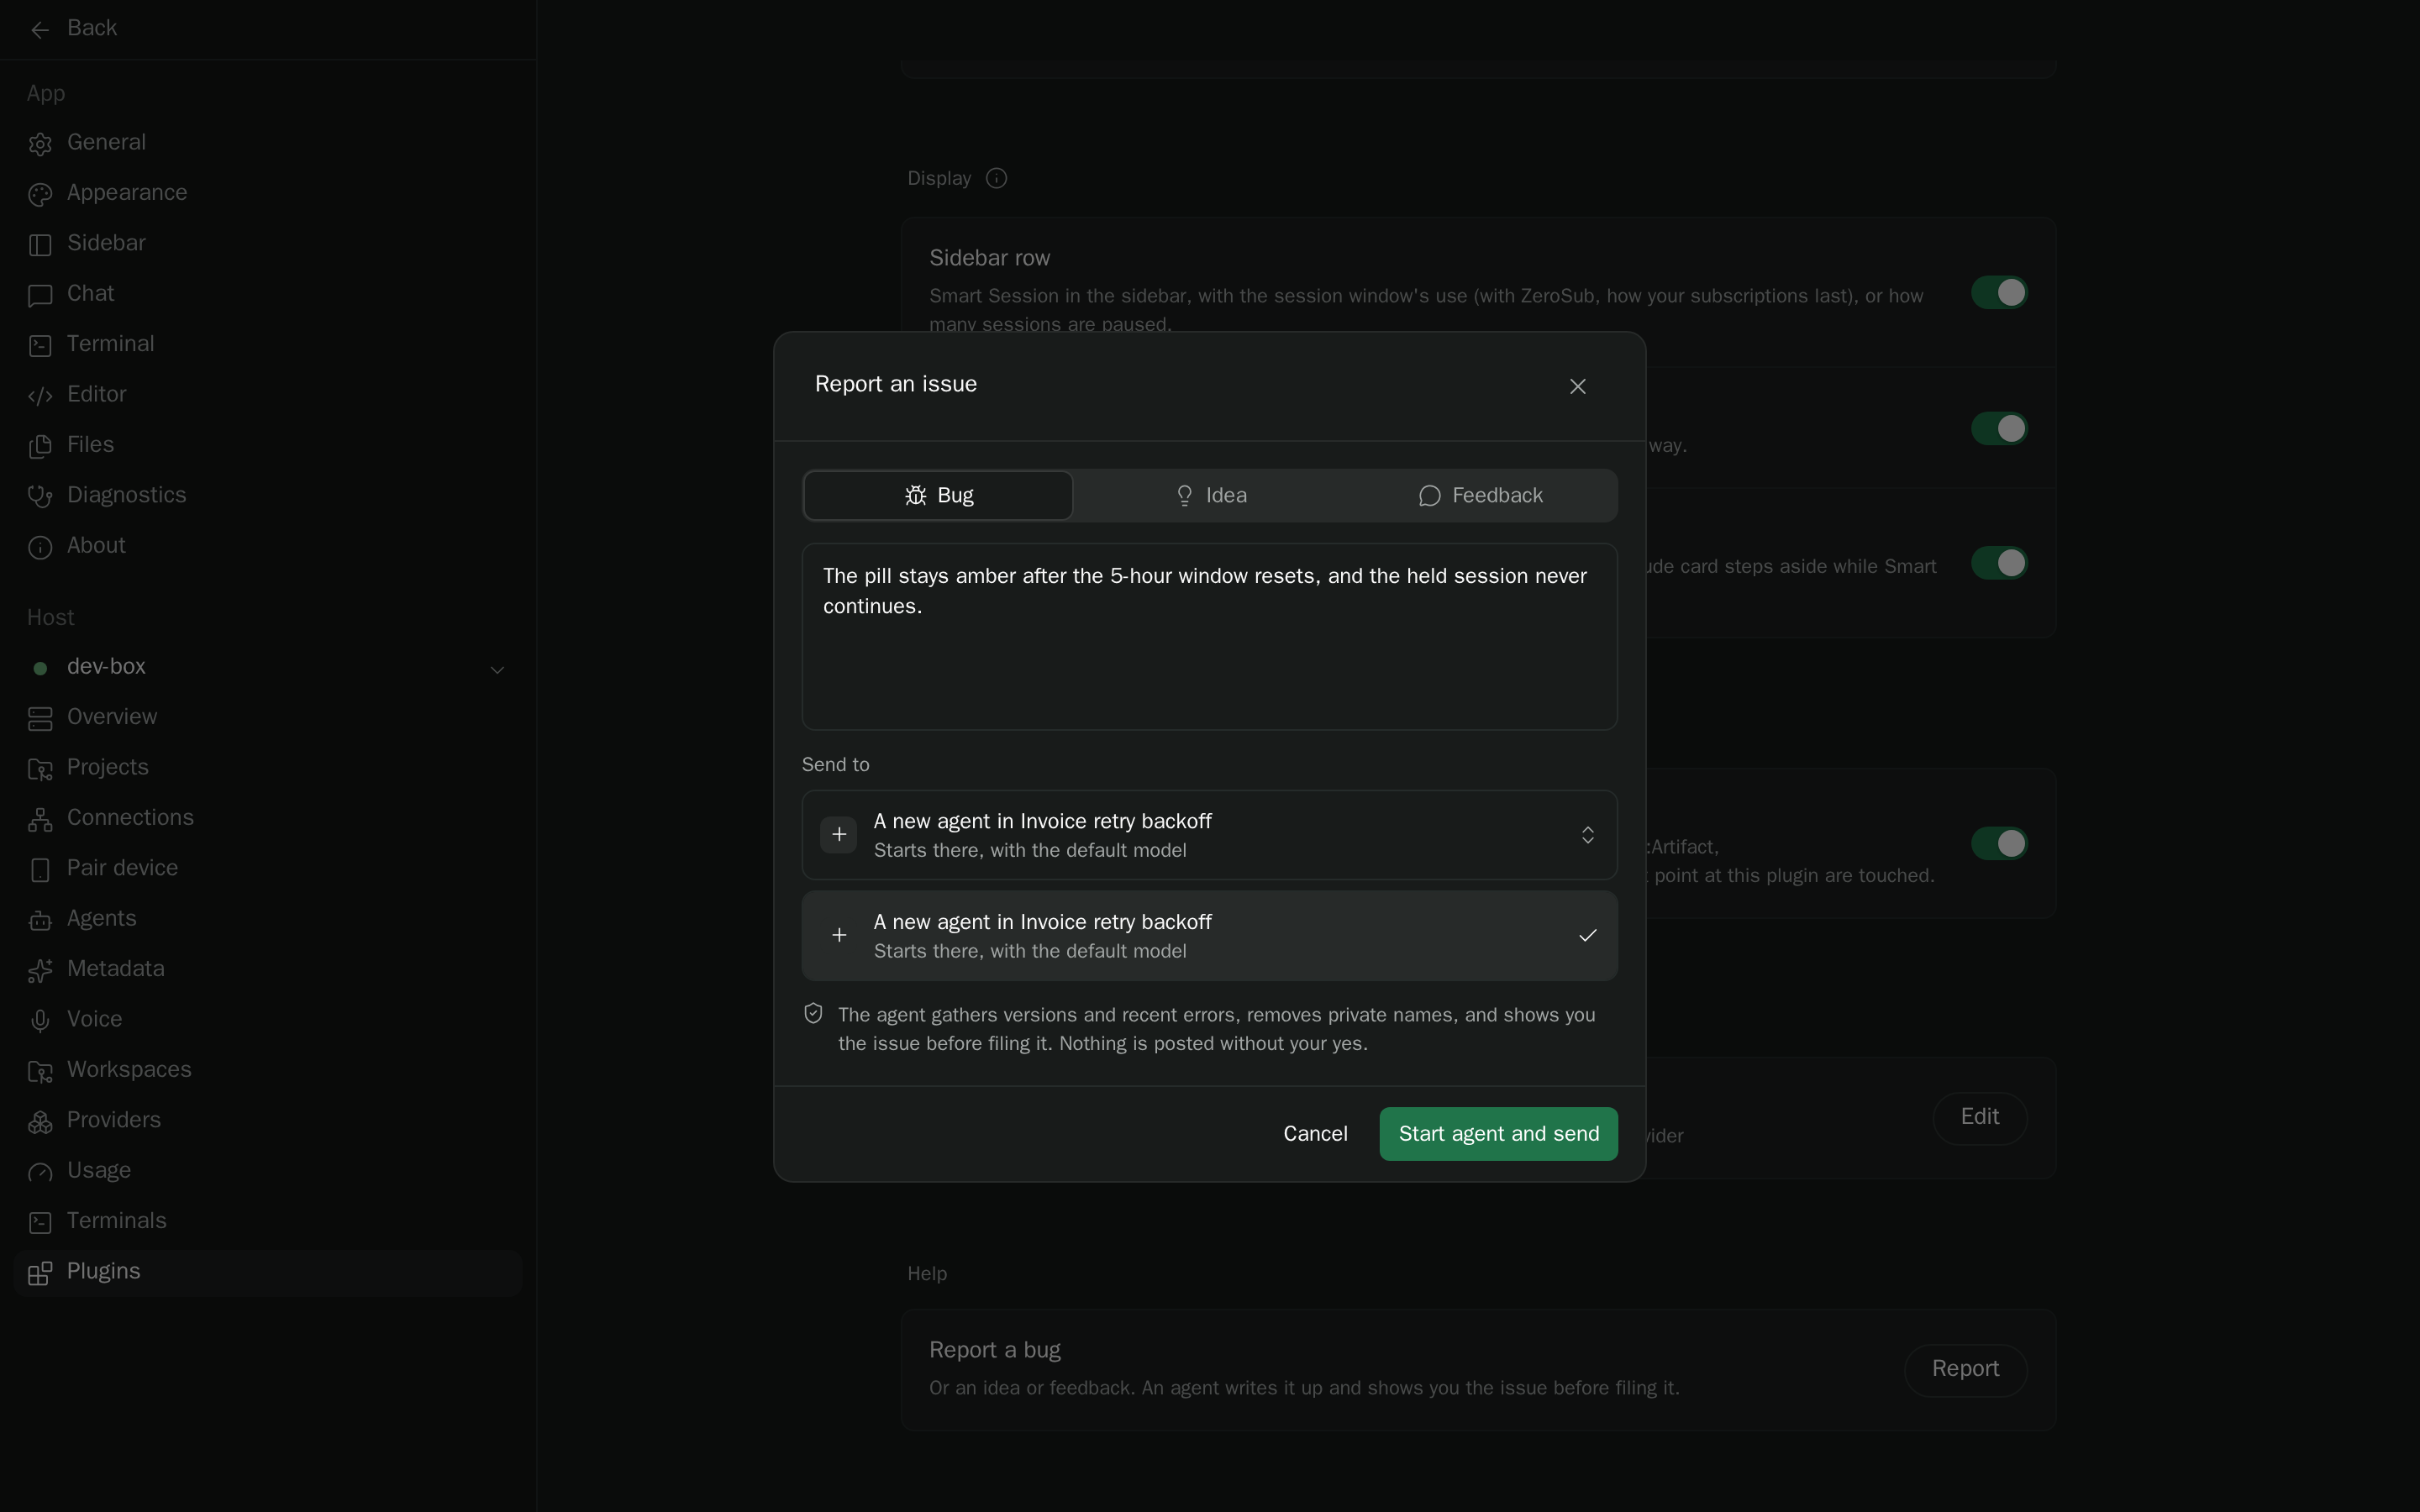 Back
App
General
Appearance
Sidebar
Chat
Terminal
Editor
Files
Diagnostics
About
Host
dev-box
Overview
Projects
Connections
Pair device
Agents
Metadata
Voice
Workspaces
Providers
Usage
Terminals
Plugins
Display
Sidebar row
Smart Session in the sidebar, with the session window's use (with ZeroSub, how your subscriptions last), or how
many sessions are paused.
way.
card steps aside while Smart
:Artifact,
point at this plugin are touched.
Edit
Help
Report a bug
Or an idea or feedback. An agent writes it up and shows you the issue before filing it.
Report
Report an issue
Bug
Idea
Feedback
The pill stays amber after the 5-hour window resets, and the held session never
continues.
Send to
A new agent in Invoice retry backoff
Starts there, with the default model
A new agent in Invoice retry backoff
Starts there, with the default model
The agent gathers versions and recent errors, removes private names, and shows you
the issue before filing it. Nothing is posted without your yes.
Cancel
Start agent and send